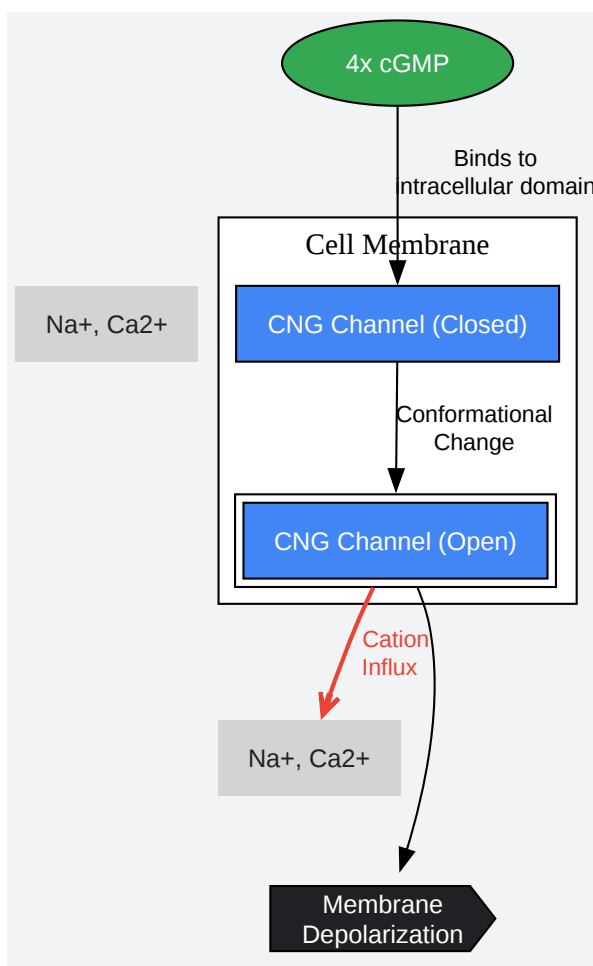 4x cGMP
Binds to
intracellular domain
Cell Membrane
Na+, Ca2+
CNG Channel (Closed)
Conformational
Change
CNG Channel (Open)
Cation
Influx
Na+, Ca2+
Membrane
Depolarization